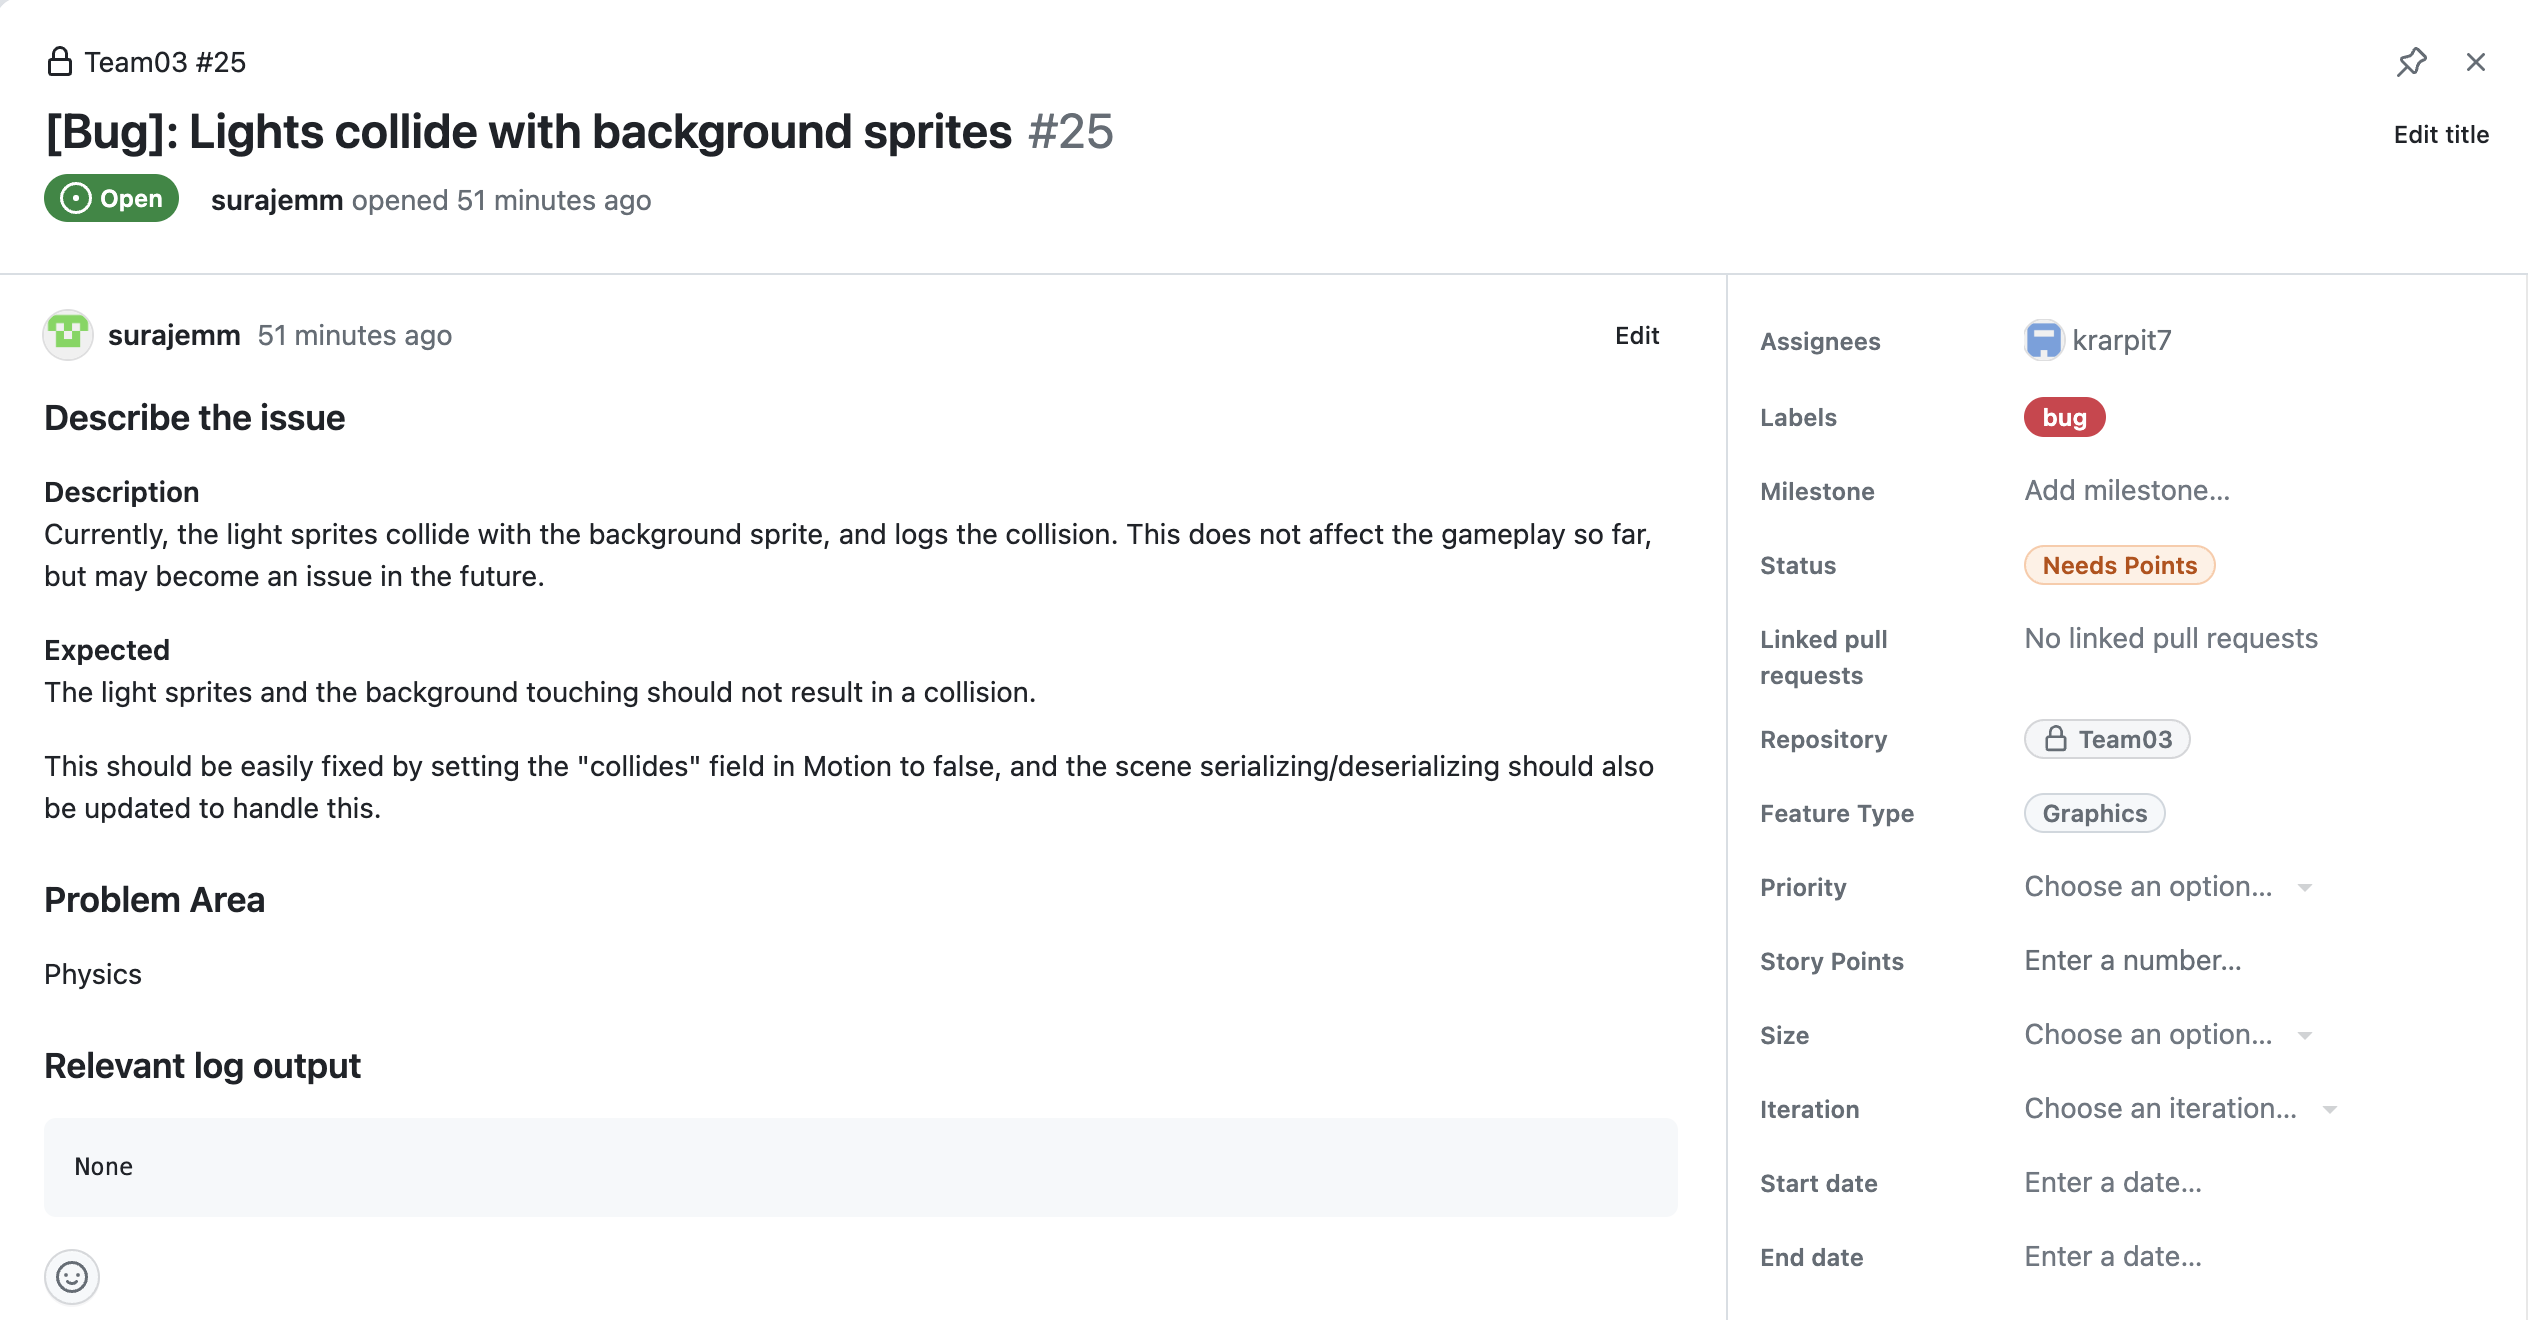 Team03 #25
[Bug]: Lights collide with background sprites #25
Edit title
Open
surajemm opened 51 minutes ago
surajemm 51 minutes ago
Edit
Describe the issue
Description
Currently, the light sprites collide with the background sprite, and logs the collision. This does not affect the gameplay so far,
but may become an issue in the future.
Expected
The light sprites and the background touching should not result in a collision.
This should be easily fixed by setting the "collides" field in Motion to false, and the scene serializing/deserializing should also
be updated to handle this.
Problem Area
Physics
Relevant log output
None
Assignees
krarpit7
Labels
bug
Milestone
Add milestone...
Status
Needs Points
Linked pull
requests
No linked pull requests
Repository
Team03
Feature Type
Graphics
Priority
Choose an option...
Story Points
Enter a number...
Size
Choose an option...
Iteration
Choose an iteration...
Start date
Enter a date...
End date
Enter a date...